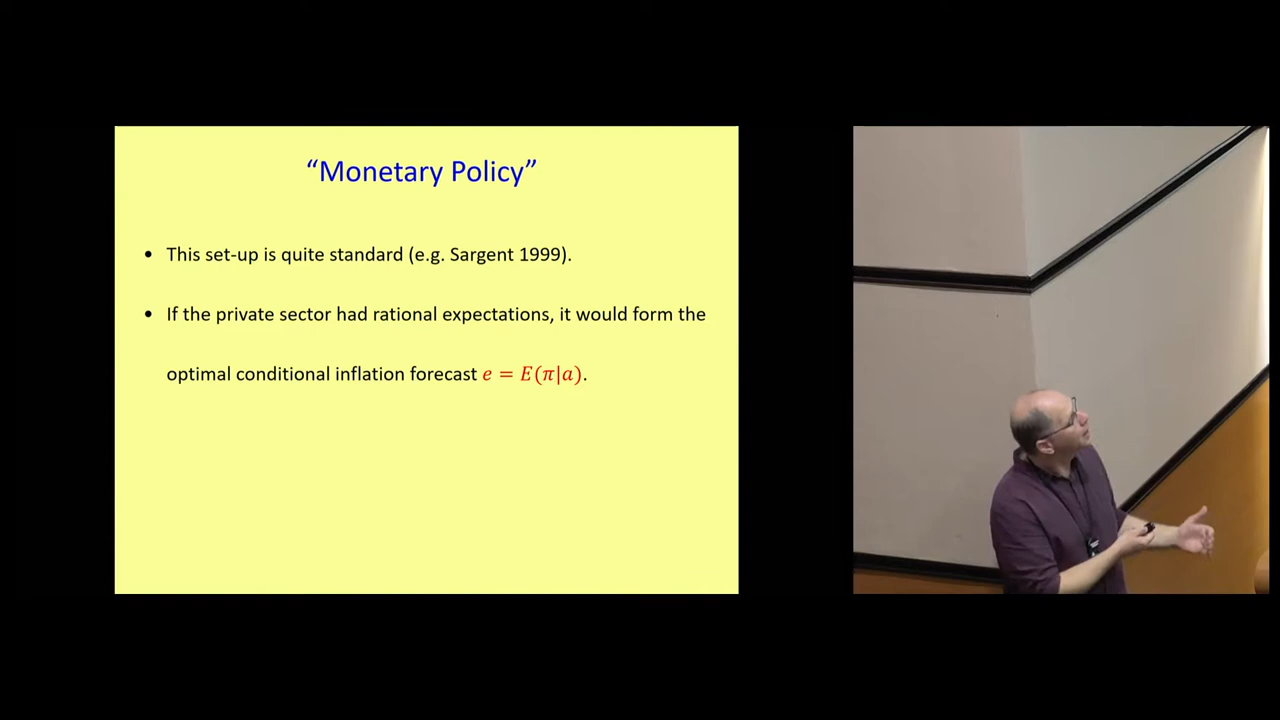 “Monetary Policy”
• This set-up is quite standard (e.g. Sargent 1999).
• If the private sector had rational expectations, it would form the
optimal conditional inflation forecast e = E(π|a).